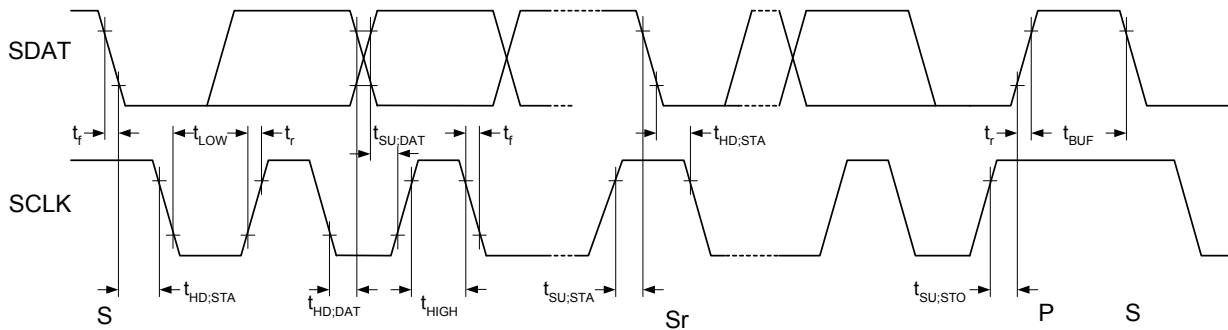 SDAT
t_f t_LOW t_r t_SU;DAT t_f t_HD;STA t_r t_BUF
SCLK
t_HD;STA t_HD;DAT t_HIGH t_SU;STA t_SU;STO
S Sr P S